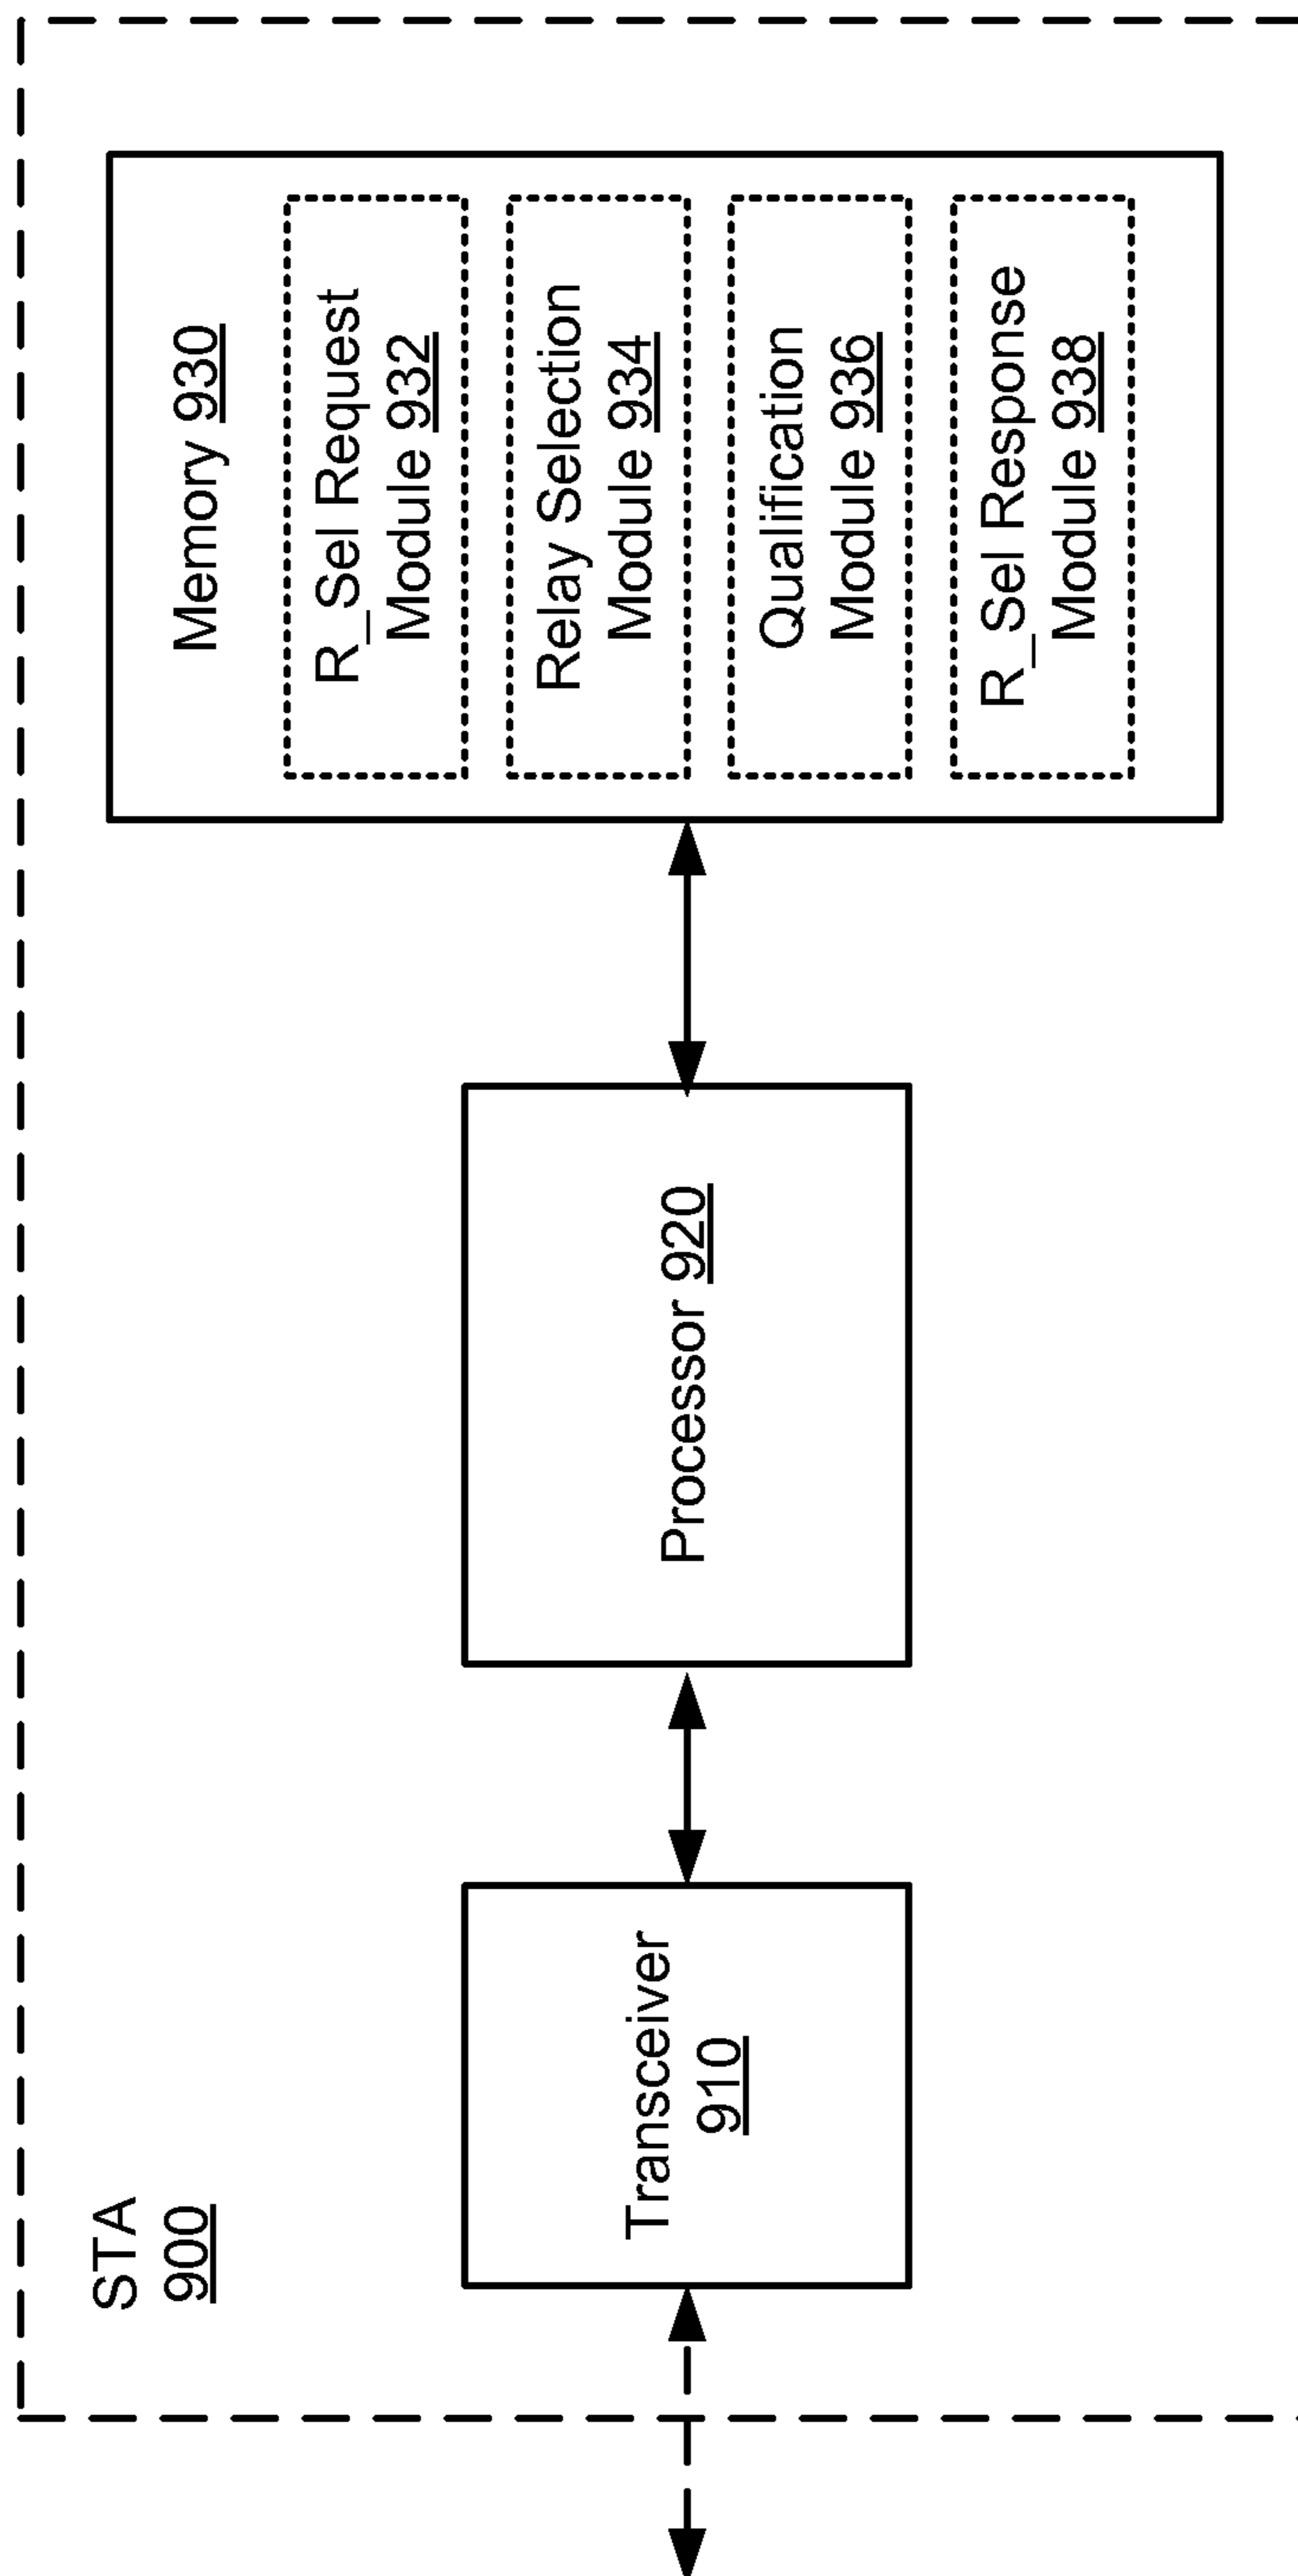 STA
900
Transceiver
910
Processor 920
Memory 930
R_Sel Request
Module 932
Relay Selection
Module 934
Qualification
Module 936
R_Sel Response
Module 938